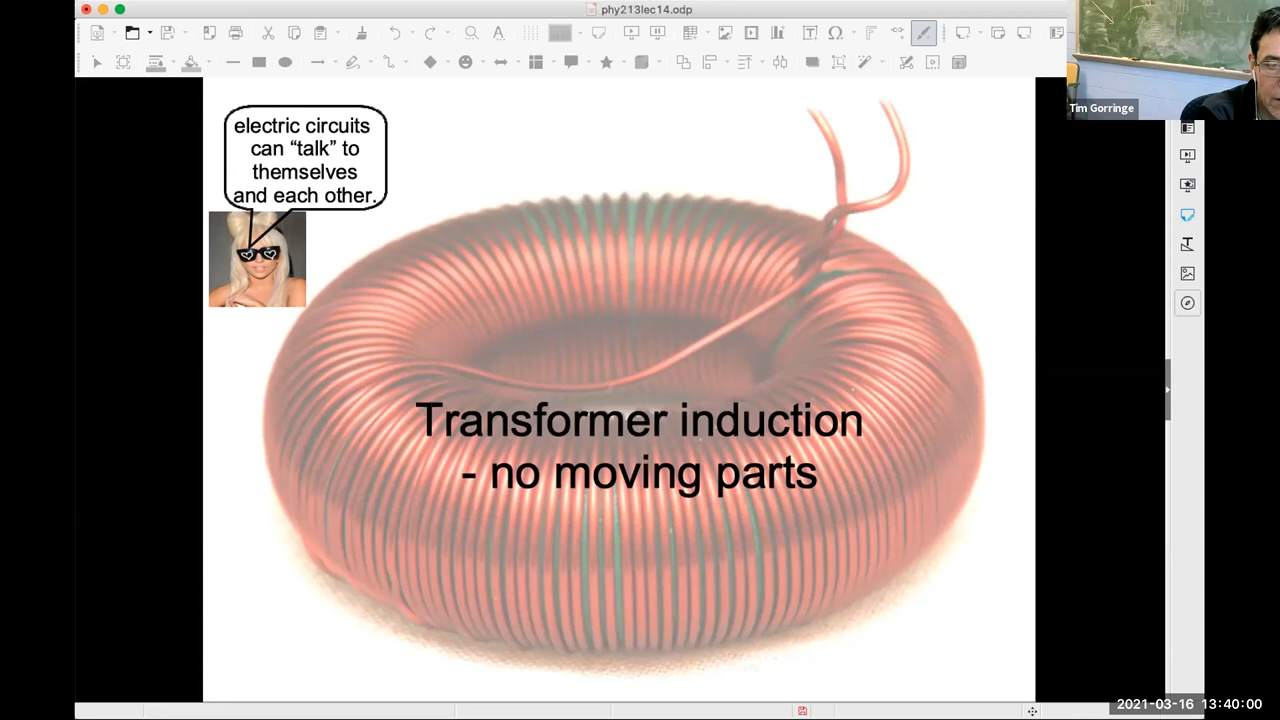 phy213lec14.odp
Tim Gorringe
electric circuits
can “talk” to
themselves
and each other.
Transformer induction
- no moving parts
2021-03-16 13:40:00